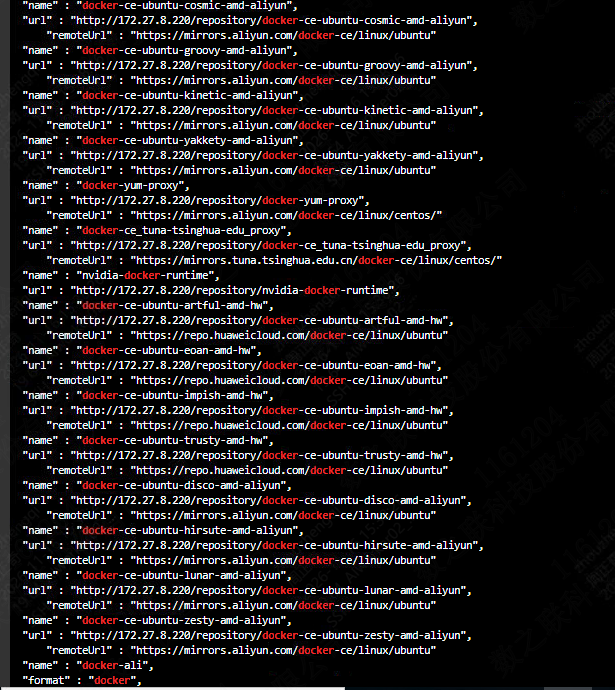 "name" : "docker-ce-ubuntu-cosmic-amd-aliyun",
"url" : "http://172.27.8.220/repository/docker-ce-ubuntu-cosmic-amd-aliyun",
"remoteUrl" : "https://mirrors.aliyun.com/docker-ce/linux/ubuntu"
"name" : "docker-ce-ubuntu-groovy-amd-aliyun",
"url" : "http://172.27.8.220/repository/docker-ce-ubuntu-groovy-amd-aliyun",
"remoteUrl" : "https://mirrors.aliyun.com/docker-ce/linux/ubuntu"
"name" : "docker-ce-ubuntu-kinetic-amd-aliyun",
"url" : "http://172.27.8.220/repository/docker-ce-ubuntu-kinetic-amd-aliyun",
"remoteUrl" : "https://mirrors.aliyun.com/docker-ce/linux/ubuntu"
"name" : "docker-ce-ubuntu-yakkety-amd-aliyun",
"url" : "http://172.27.8.220/repository/docker-ce-ubuntu-yakkety-amd-aliyun",
"remoteUrl" : "https://mirrors.aliyun.com/docker-ce/linux/ubuntu"
"name" : "docker-yum-proxy",
"url" : "http://172.27.8.220/repository/docker-yum-proxy",
"remoteUrl" : "https://mirrors.aliyun.com/docker-ce/linux/centos/"
"name" : "docker-ce_tuna-tsinghua-edu_proxy",
"url" : "http://172.27.8.220/repository/docker-ce_tuna-tsinghua-edu_proxy",
"remoteUrl" : "https://mirrors.tuna.tsinghua.edu.cn/docker-ce/linux/centos/"
"name" : "nvidia-docker-runtime",
"url" : "http://172.27.8.220/repository/nvidia-docker-runtime",
"name" : "docker-ce-ubuntu-artful-amd-hw",
"url" : "http://172.27.8.220/repository/docker-ce-ubuntu-artful-amd-hw",
"remoteUrl" : "https://repo.huaweicloud.com/docker-ce/linux/ubuntu"
"name" : "docker-ce-ubuntu-eoan-amd-hw",
"url" : "http://172.27.8.220/repository/docker-ce-ubuntu-eoan-amd-hw",
"remoteUrl" : "https://repo.huaweicloud.com/docker-ce/linux/ubuntu"
"name" : "docker-ce-ubuntu-impish-amd-hw",
"url" : "http://172.27.8.220/repository/docker-ce-ubuntu-impish-amd-hw",
"remoteUrl" : "https://repo.huaweicloud.com/docker-ce/linux/ubuntu"
"name" : "docker-ce-ubuntu-trusty-amd-hw",
"url" : "http://172.27.8.220/repository/docker-ce-ubuntu-trusty-amd-hw",
"remoteUrl" : "https://repo.huaweicloud.com/docker-ce/linux/ubuntu"
"name" : "docker-ce-ubuntu-disco-amd-aliyun",
"url" : "http://172.27.8.220/repository/docker-ce-ubuntu-disco-amd-aliyun",
"remoteUrl" : "https://mirrors.aliyun.com/docker-ce/linux/ubuntu"
"name" : "docker-ce-ubuntu-hirsute-amd-aliyun",
"url" : "http://172.27.8.220/repository/docker-ce-ubuntu-hirsute-amd-aliyun",
"remoteUrl" : "https://mirrors.aliyun.com/docker-ce/linux/ubuntu"
"name" : "docker-ce-ubuntu-lunar-amd-aliyun",
"url" : "http://172.27.8.220/repository/docker-ce-ubuntu-lunar-amd-aliyun",
"remoteUrl" : "https://mirrors.aliyun.com/docker-ce/linux/ubuntu"
"name" : "docker-ce-ubuntu-zesty-amd-aliyun",
"url" : "http://172.27.8.220/repository/docker-ce-ubuntu-zesty-amd-aliyun",
"remoteUrl" : "https://mirrors.aliyun.com/docker-ce/linux/ubuntu"
"name" : "docker-ali",
"format" : "docker",